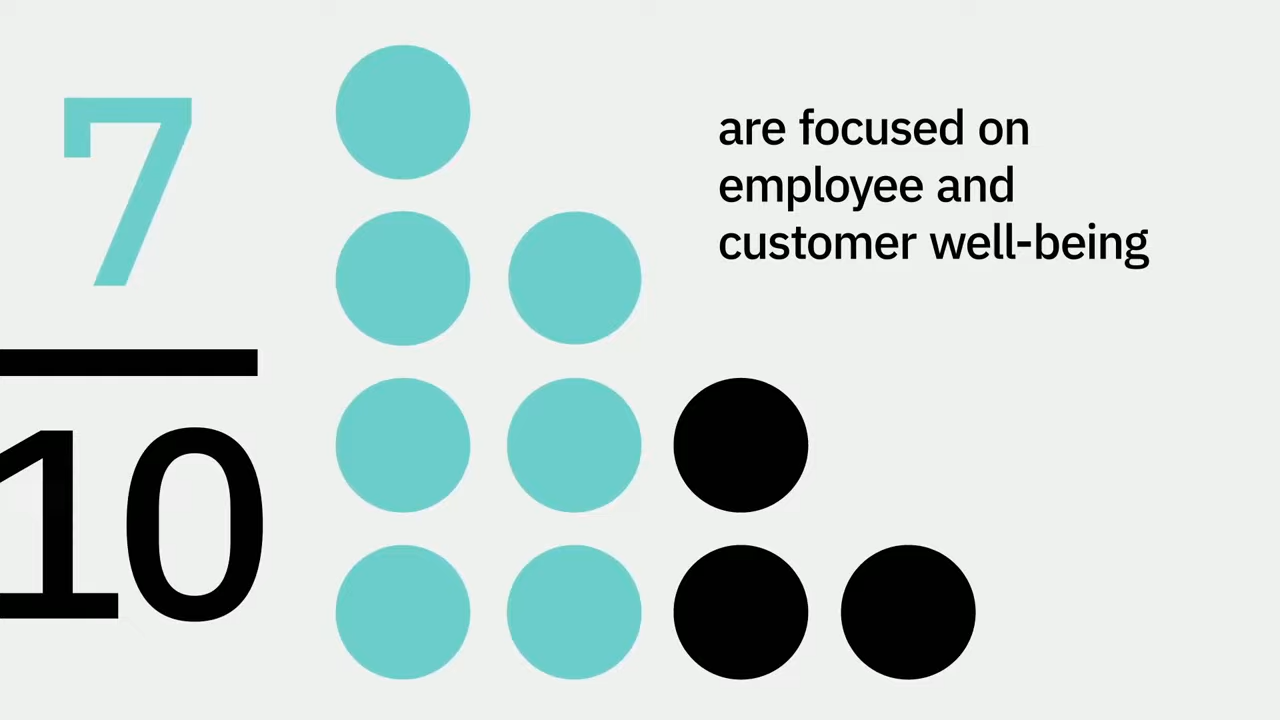 7
10
are focused on
employee and
customer well-being